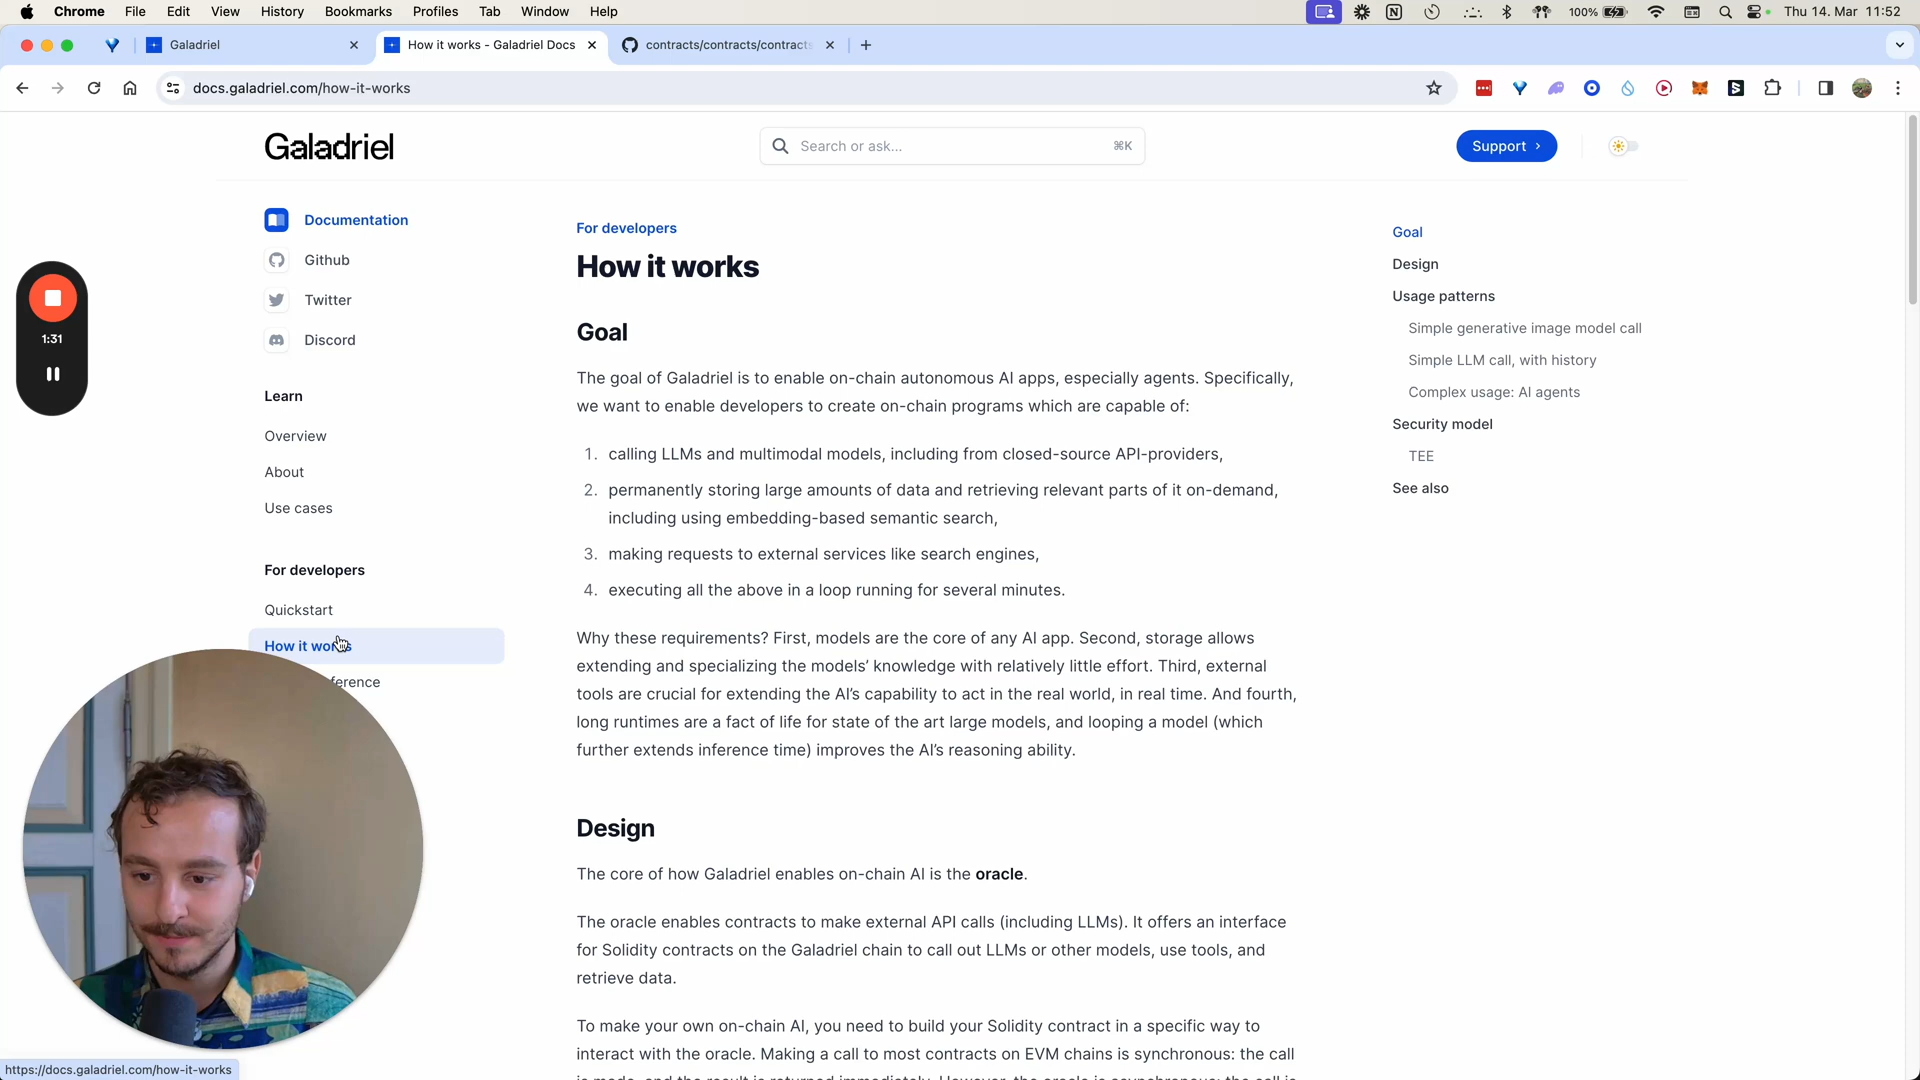 Chrome File Edit View History Bookmarks Profiles Tab Window Help 100% Thu 14. Mar 11:52
Galadriel
How it works - Galadriel Docs
contracts/contracts/contracts
docs.galadriel.com/how-it-works
Galadriel
Search or ask... ⌘K
Support
Documentation
Github
Twitter
Discord
1:31
Learn
Overview
About
Use cases
For developers
Quickstart
How it works
ference
For developers
How it works
Goal
The goal of Galadriel is to enable on-chain autonomous AI apps, especially agents. Specifically,
we want to enable developers to create on-chain programs which are capable of:
1. calling LLMs and multimodal models, including from closed-source API-providers,
2. permanently storing large amounts of data and retrieving relevant parts of it on-demand,
including using embedding-based semantic search,
3. making requests to external services like search engines,
4. executing all the above in a loop running for several minutes.
Why these requirements? First, models are the core of any AI app. Second, storage allows
extending and specializing the models’ knowledge with relatively little effort. Third, external
tools are crucial for extending the AI’s capability to act in the real world, in real time. And fourth,
long runtimes are a fact of life for state of the art large models, and looping a model (which
further extends inference time) improves the AI’s reasoning ability.
Design
The core of how Galadriel enables on-chain AI is the oracle.
The oracle enables contracts to make external API calls (including LLMs). It offers an interface
for Solidity contracts on the Galadriel chain to call out LLMs or other models, use tools, and
retrieve data.
To make your own on-chain AI, you need to build your Solidity contract in a specific way to
interact with the oracle. Making a call to most contracts on EVM chains is synchronous: the call
is made, and the result is returned immediately. However, the oracle is asynchronous: the call is
Goal
Design
Usage patterns
Simple generative image model call
Simple LLM call, with history
Complex usage: AI agents
Security model
TEE
See also
https://docs.galadriel.com/how-it-works